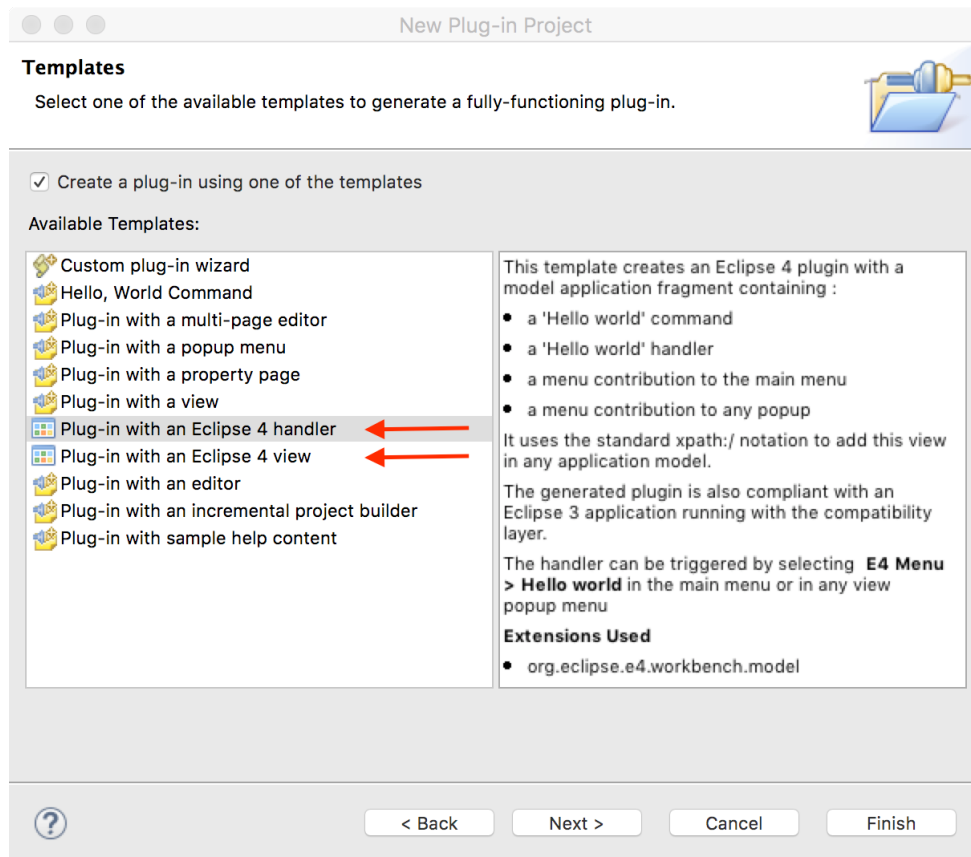 New Plug-in Project
Templates
Select one of the available templates to generate a fully-functioning plug-in.
Create a plug-in using one of the templates
Available Templates:
Custom plug-in wizard
Hello, World Command
Plug-in with a multi-page editor
Plug-in with a popup menu
Plug-in with a property page
Plug-in with a view
Plug-in with an Eclipse 4 handler
Plug-in with an Eclipse 4 view
Plug-in with an editor
Plug-in with an incremental project builder
Plug-in with sample help content
This template creates an Eclipse 4 plugin with a
model application fragment containing :
a 'Hello world' command
a 'Hello world' handler
a menu contribution to the main menu
a menu contribution to any popup
It uses the standard xpath:/ notation to add this view
in any application model.
The generated plugin is also compliant with an
Eclipse 3 application running with the compatibility
layer.
The handler can be triggered by selecting E4 Menu
> Hello world in the main menu or in any view
popup menu
Extensions Used
org.eclipse.e4.workbench.model
?
< Back
Next >
Cancel
Finish